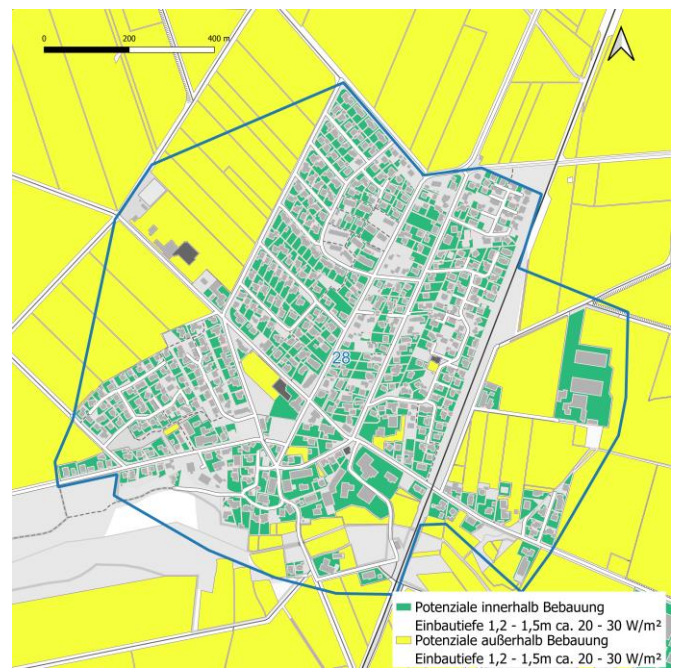 0 200 400 m
28
Potenziale innerhalb Bebauung
Einbautiefe 1,2 - 1,5m ca. 20 - 30 W/m²
Potenziale außerhalb Bebauung
Einbautiefe 1,2 - 1,5m ca. 20 - 30 W/m²